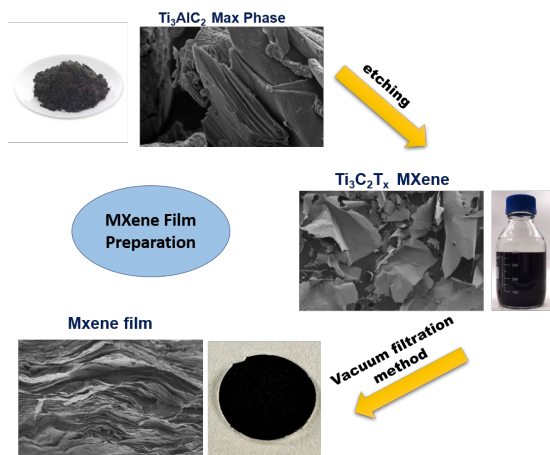 Ti₃AlC₂ Max Phase
etching
Ti₃C₂Tₓ MXene
MXene Film
Preparation
Mxene film
Vacuum filtration
method